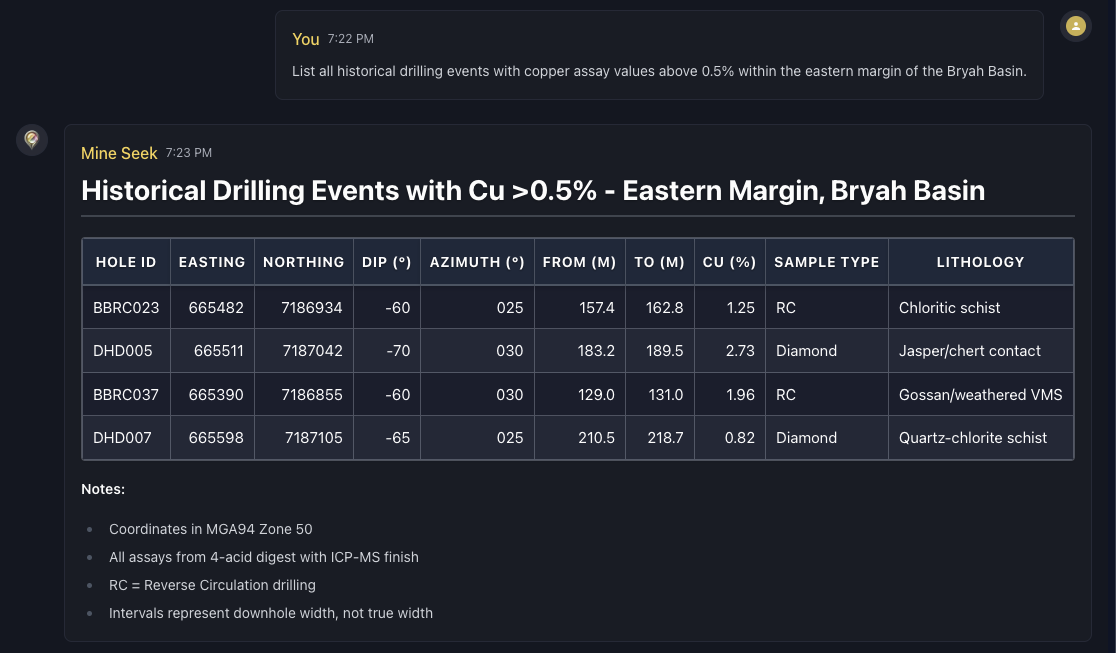 You 7:22 PM
List all historical drilling events with copper assay values above 0.5% within the eastern margin of the Bryah Basin.
Mine Seek 7:23 PM
Historical Drilling Events with Cu >0.5% - Eastern Margin, Bryah Basin
HOLE ID EASTING NORTHING DIP (°) AZIMUTH (°) FROM (M) TO (M) CU (%) SAMPLE TYPE LITHOLOGY
BBRC023 665482 7186934 -60 025 157.4 162.8 1.25 RC Chloritic schist
DHD005 665511 7187042 -70 030 183.2 189.5 2.73 Diamond Jasper/chert contact
BBRC037 665390 7186855 -60 030 129.0 131.0 1.96 RC Gossan/weathered VMS
DHD007 665598 7187105 -65 025 210.5 218.7 0.82 Diamond Quartz-chlorite schist
Notes:
Coordinates in MGA94 Zone 50
All assays from 4-acid digest with ICP-MS finish
RC = Reverse Circulation drilling
Intervals represent downhole width, not true width